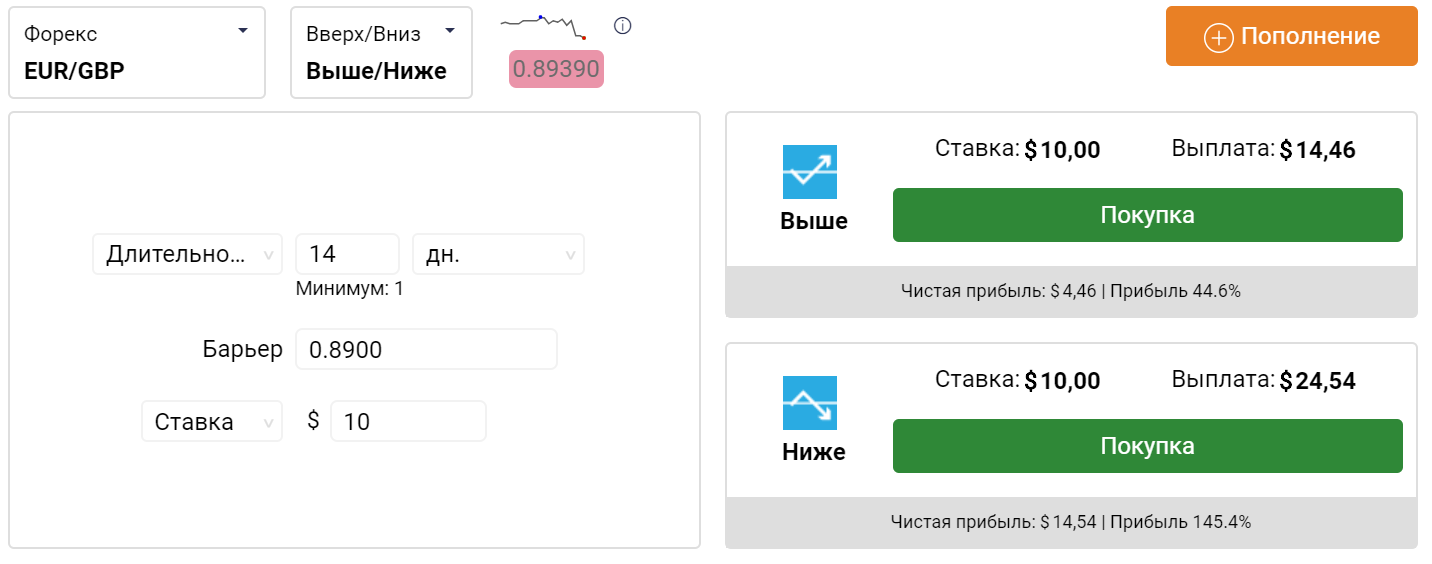 Форекс
EUR/GBP
Вверх/Вниз
Выше/Ниже
0.89390
Пополнение
Длительно...
14
дн.
Минимум: 1
Барьер
0.8900
Ставка
$
10
Ставка: $10,00
Выплата: $14,46
Выше
Покупка
Чистая прибыль: $4,46 | Прибыль 44.6%
Ставка: $10,00
Выплата: $24,54
Ниже
Покупка
Чистая прибыль: $14,54 | Прибыль 145.4%